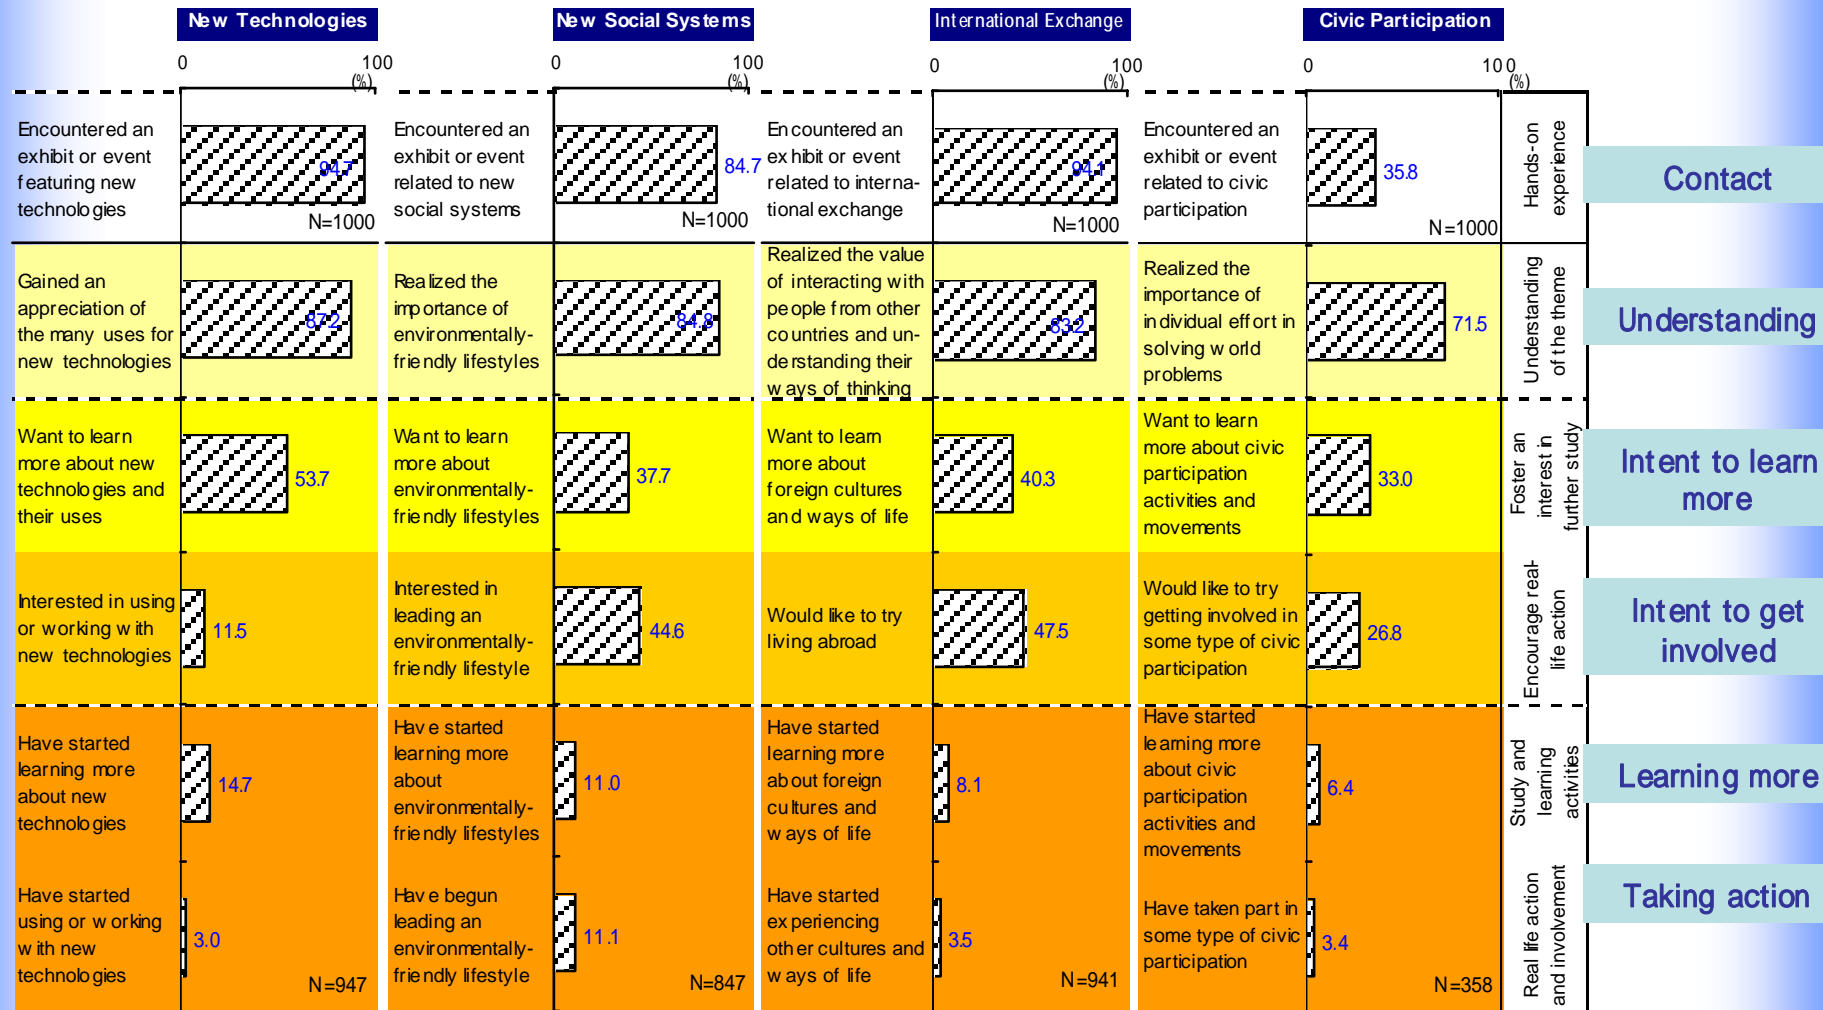 New Technologies
New Social Systems
International Exchange
Civic Participation
0 100
(%)
0 100
(%)
0 100
(%)
0 100
(%)
Encountered an
exhibit or event
featuring new
technologies
94.7
N=1000
Encountered an
exhibit or event
related to new
social systems
84.7
N=1000
Encountered an
exhibit or event
related to interna-
tional exchange
94.1
N=1000
Encountered an
exhibit or event
related to civic
participation
35.8
N=1000
Hands-on
experience
Contact
Gained an
appreciation of
the many uses for
new technologies
87.2
Realized the
importance of
environmentally-
friendly lifestyles
84.8
Realized the value
of interacting with
people from other
countries and un-
derstanding their
ways of thinking
83.2
Realized the
importance of
individual effort in
solving world
problems
71.5
Understanding
of the theme
Understanding
Want to learn
more about new
technologies and
their uses
53.7
Want to learn
more about
environmentally-
friendly lifestyles
37.7
Want to learn
more about
foreign cultures
and ways of life
40.3
Want to learn
more about civic
participation
activities and
movements
33.0
Foster an
interest in
further study
Intent to learn
more
Interested in using
or working with
new technologies
11.5
Interested in
leading an
environmentally-
friendly lifestyle
44.6
Would like to try
living abroad
47.5
Would like to try
getting involved in
some type of civic
participation
26.8
Encourage real-
life action
Intent to get
involved
Have started
learning more
about new
technologies
14.7
Have started
learning more
about
environmentally-
friendly lifestyles
11.0
Have started
learning more
about foreign
cultures and
ways of life
8.1
Have started
learning more
about civic
participation
activities and
movements
6.4
Study and
learning
activities
Learning more
Have started
using or working
with new
technologies
3.0
N=947
Have begun
leading an
environmentally-
friendly lifestyle
11.1
N=847
Have started
experiencing
other cultures and
ways of life
3.5
N=941
Have taken part in
some type of civic
participation
3.4
N=358
Real life action
and involvement
Taking action